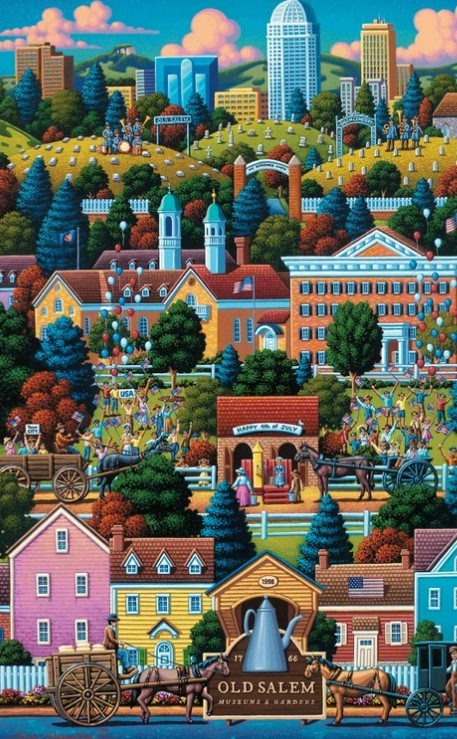 OLD SALEM
USA
HAPPY 4th of JULY
1998
17 66
OLD SALEM
MUSEUMS & GARDENS